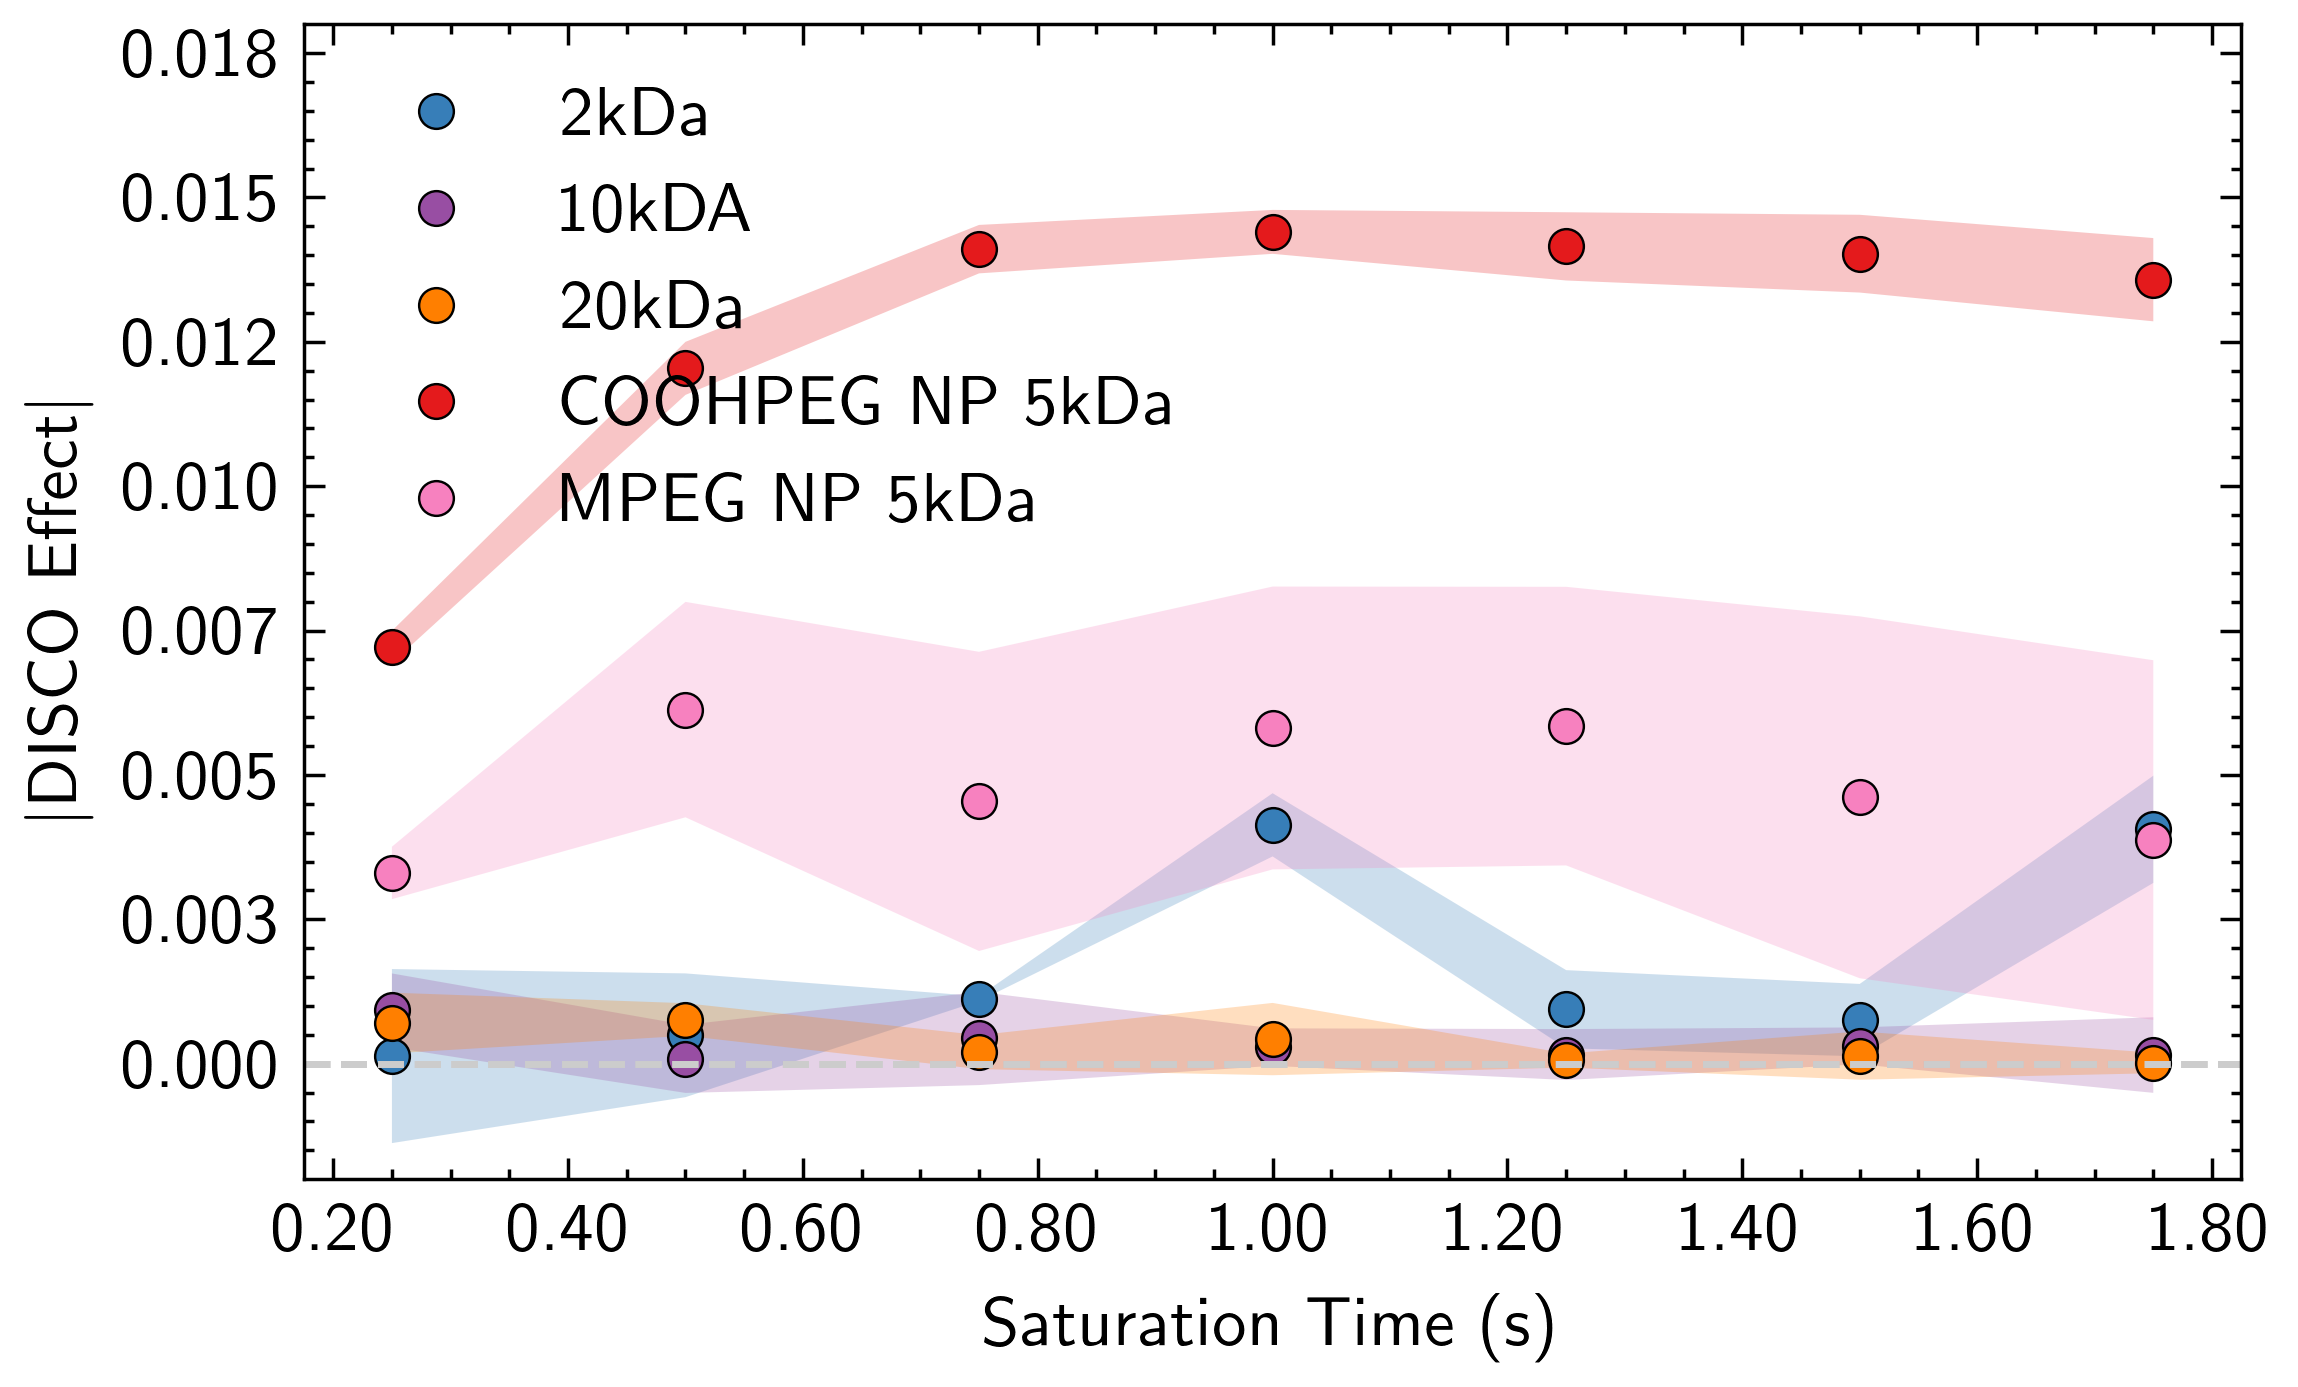 0.018
0.015
0.012
0.010
0.007
0.005
0.003
0.000
|DISCO Effect|
2kDa
10kDA
20kDa
COOHPEG NP 5kDa
MPEG NP 5kDa
0.20 0.40 0.60 0.80 1.00 1.20 1.40 1.60 1.80
Saturation Time (s)